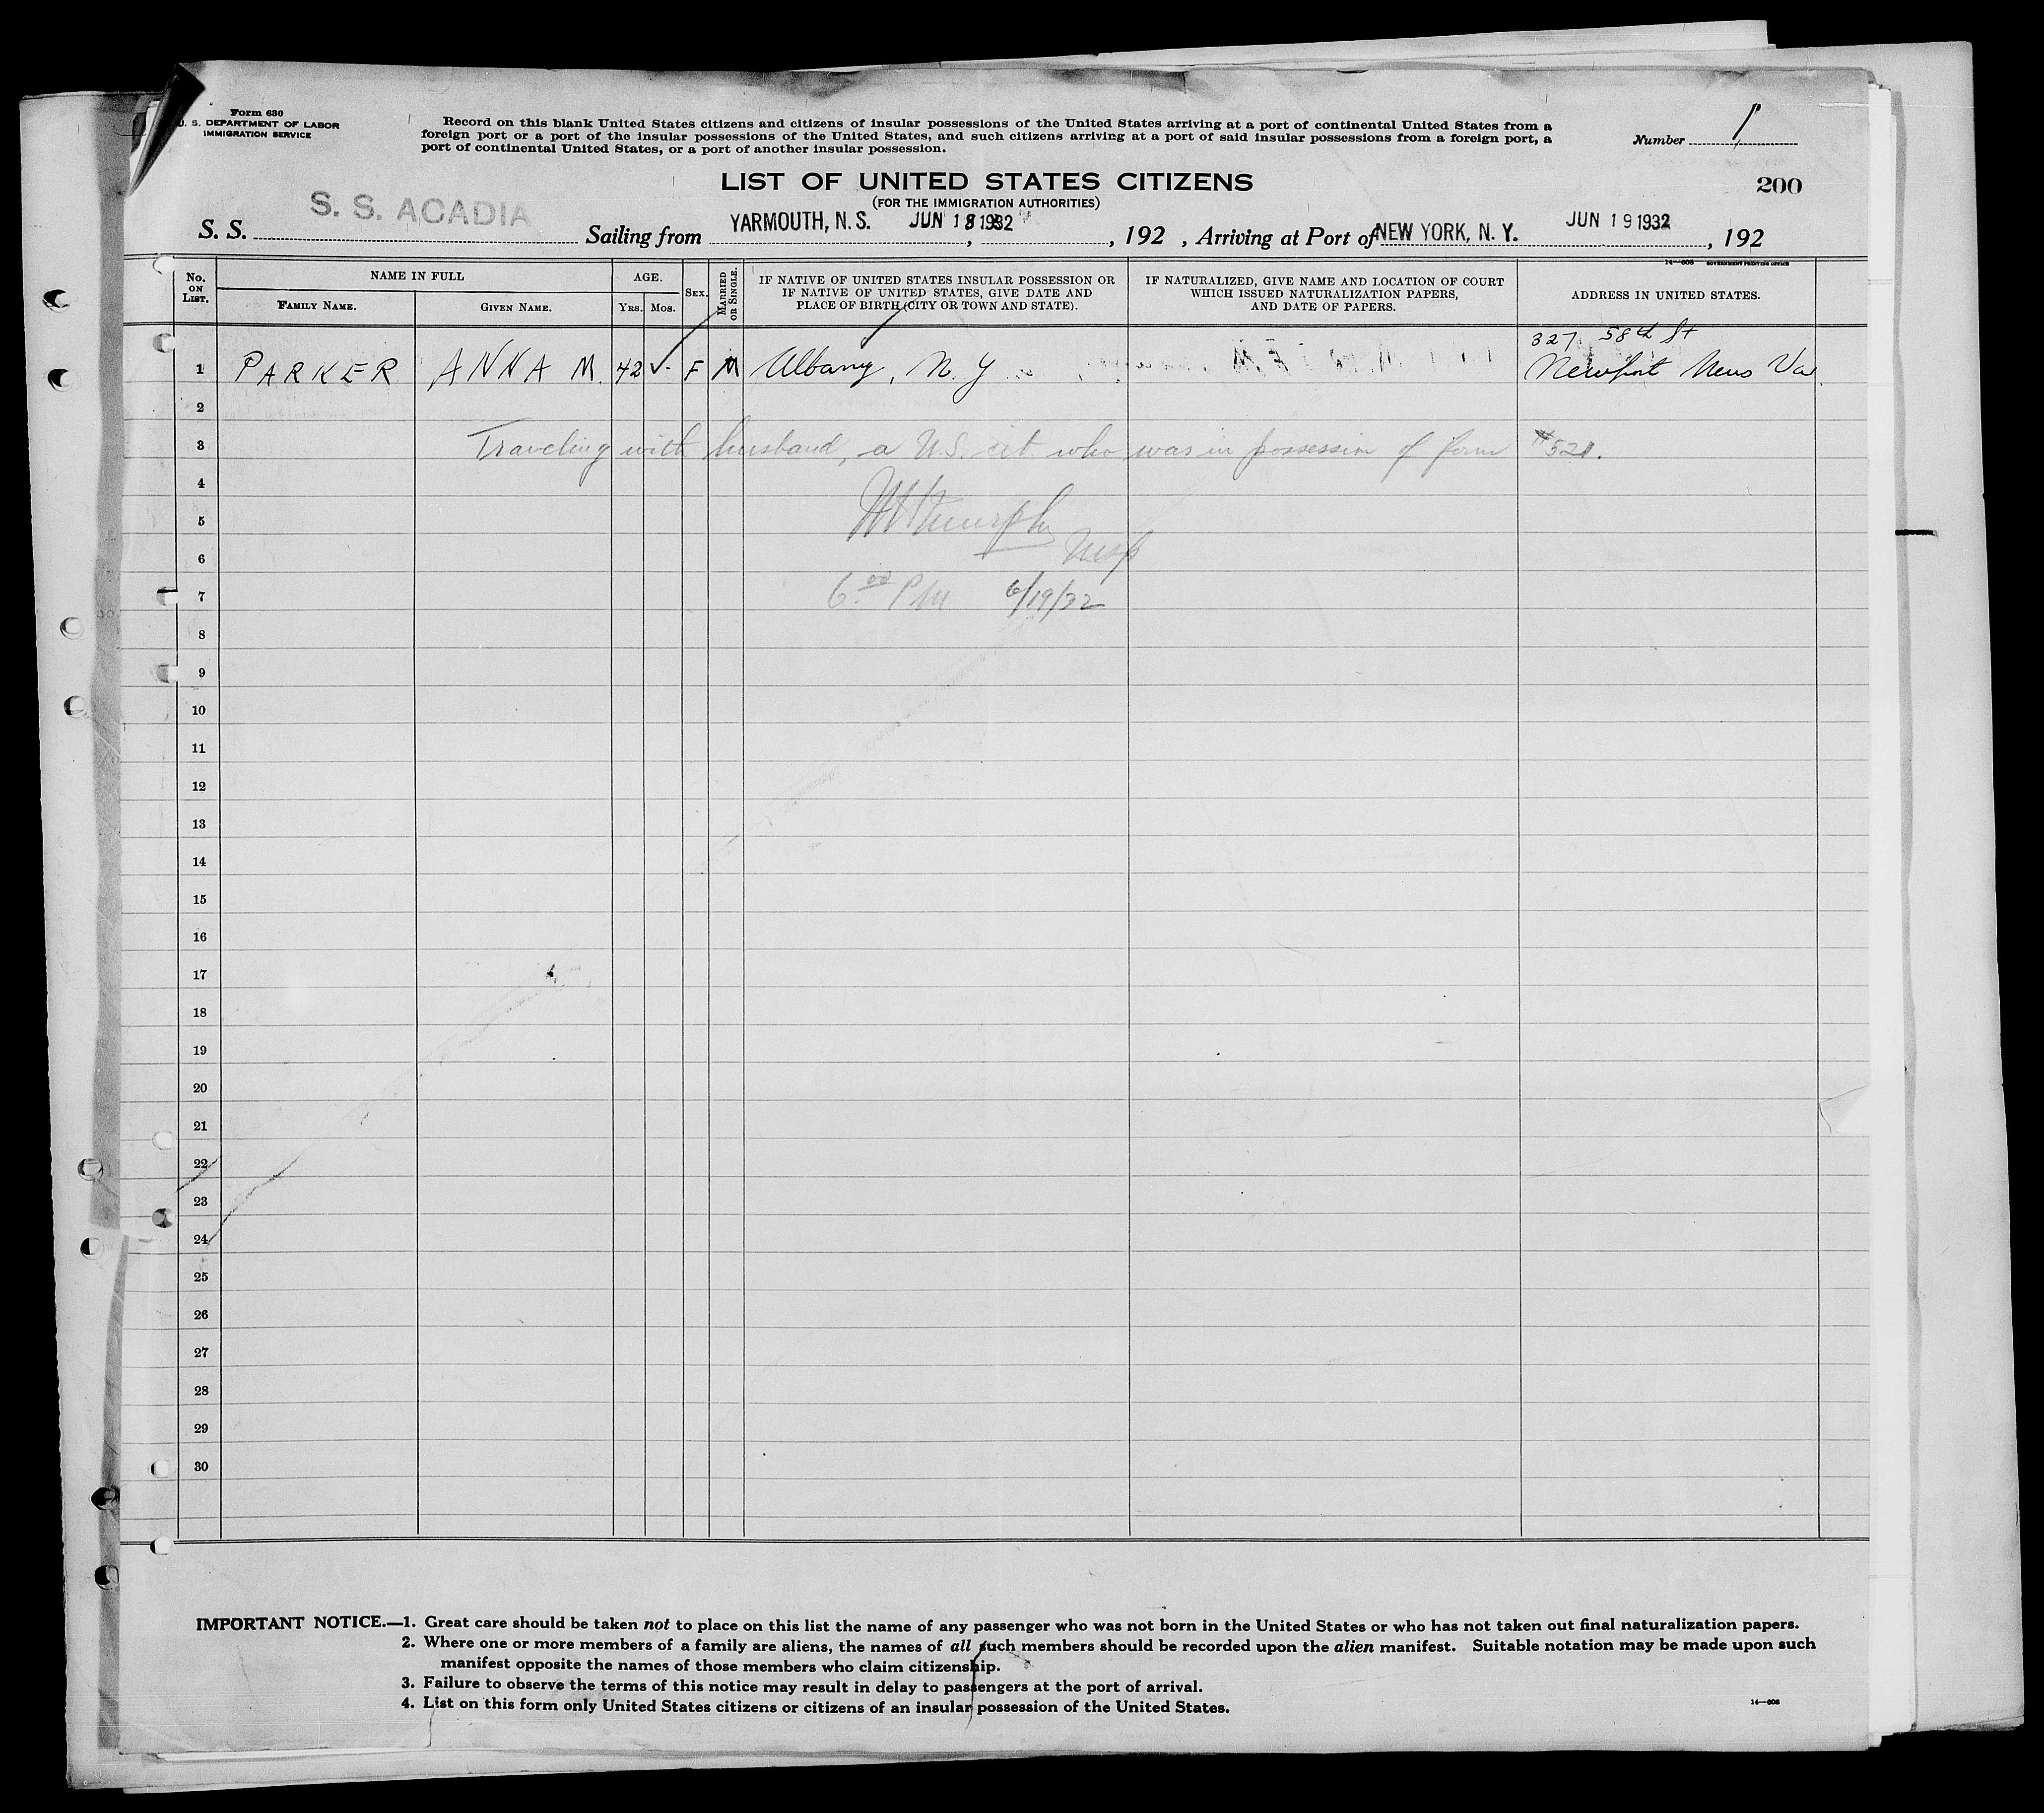 Form 630
U. S. DEPARTMENT OF LABOR
IMMIGRATION SERVICE
Record on this blank United States citizens and citizens of insular possessions of the United States arriving at a port of continental United States from a
foreign port or a port of the insular possessions of the United States, and such citizens arriving at a port of said insular possessions from a foreign port, a
port of continental United States, or a port of another insular possession.
Number 1
LIST OF UNITED STATES CITIZENS
(FOR THE IMMIGRATION AUTHORITIES)
200
S. S. S. S. ACADIA Sailing from YARMOUTH, N. S. JUN 18 1932, 192 , Arriving at Port of NEW YORK, N. Y. JUN 19 1932, 192
14—608 GOVERNMENT PRINTING OFFICE
No. ON LIST. NAME IN FULL FAMILY NAME. GIVEN NAME. AGE. YRS. MOS. SEX. MARRIED OR SINGLE. IF NATIVE OF UNITED STATES INSULAR POSSESSION OR IF NATIVE OF UNITED STATES, GIVE DATE AND PLACE OF BIRTH (CITY OR TOWN AND STATE). IF NATURALIZED, GIVE NAME AND LOCATION OF COURT WHICH ISSUED NATURALIZATION PAPERS, AND DATE OF PAPERS. ADDRESS IN UNITED STATES.
327 58th St
1 PARKER ANNA M. 42 F M Albany, N. Y Newport News Va.
2
3 Traveling with husband, a U.S. cit. who was in possession of form #521.
4
5
6 Insp
7 6/19/32
8
9
10
11
12
13
14
15
16
17
18
19
20
21
22
23
24
25
26
27
28
29
30
IMPORTANT NOTICE.—1. Great care should be taken not to place on this list the name of any passenger who was not born in the United States or who has not taken out final naturalization papers.
2. Where one or more members of a family are aliens, the names of all such members should be recorded upon the alien manifest. Suitable notation may be made upon such
manifest opposite the names of those members who claim citizenship.
3. Failure to observe the terms of this notice may result in delay to passengers at the port of arrival.
4. List on this form only United States citizens or citizens of an insular possession of the United States.
14—608